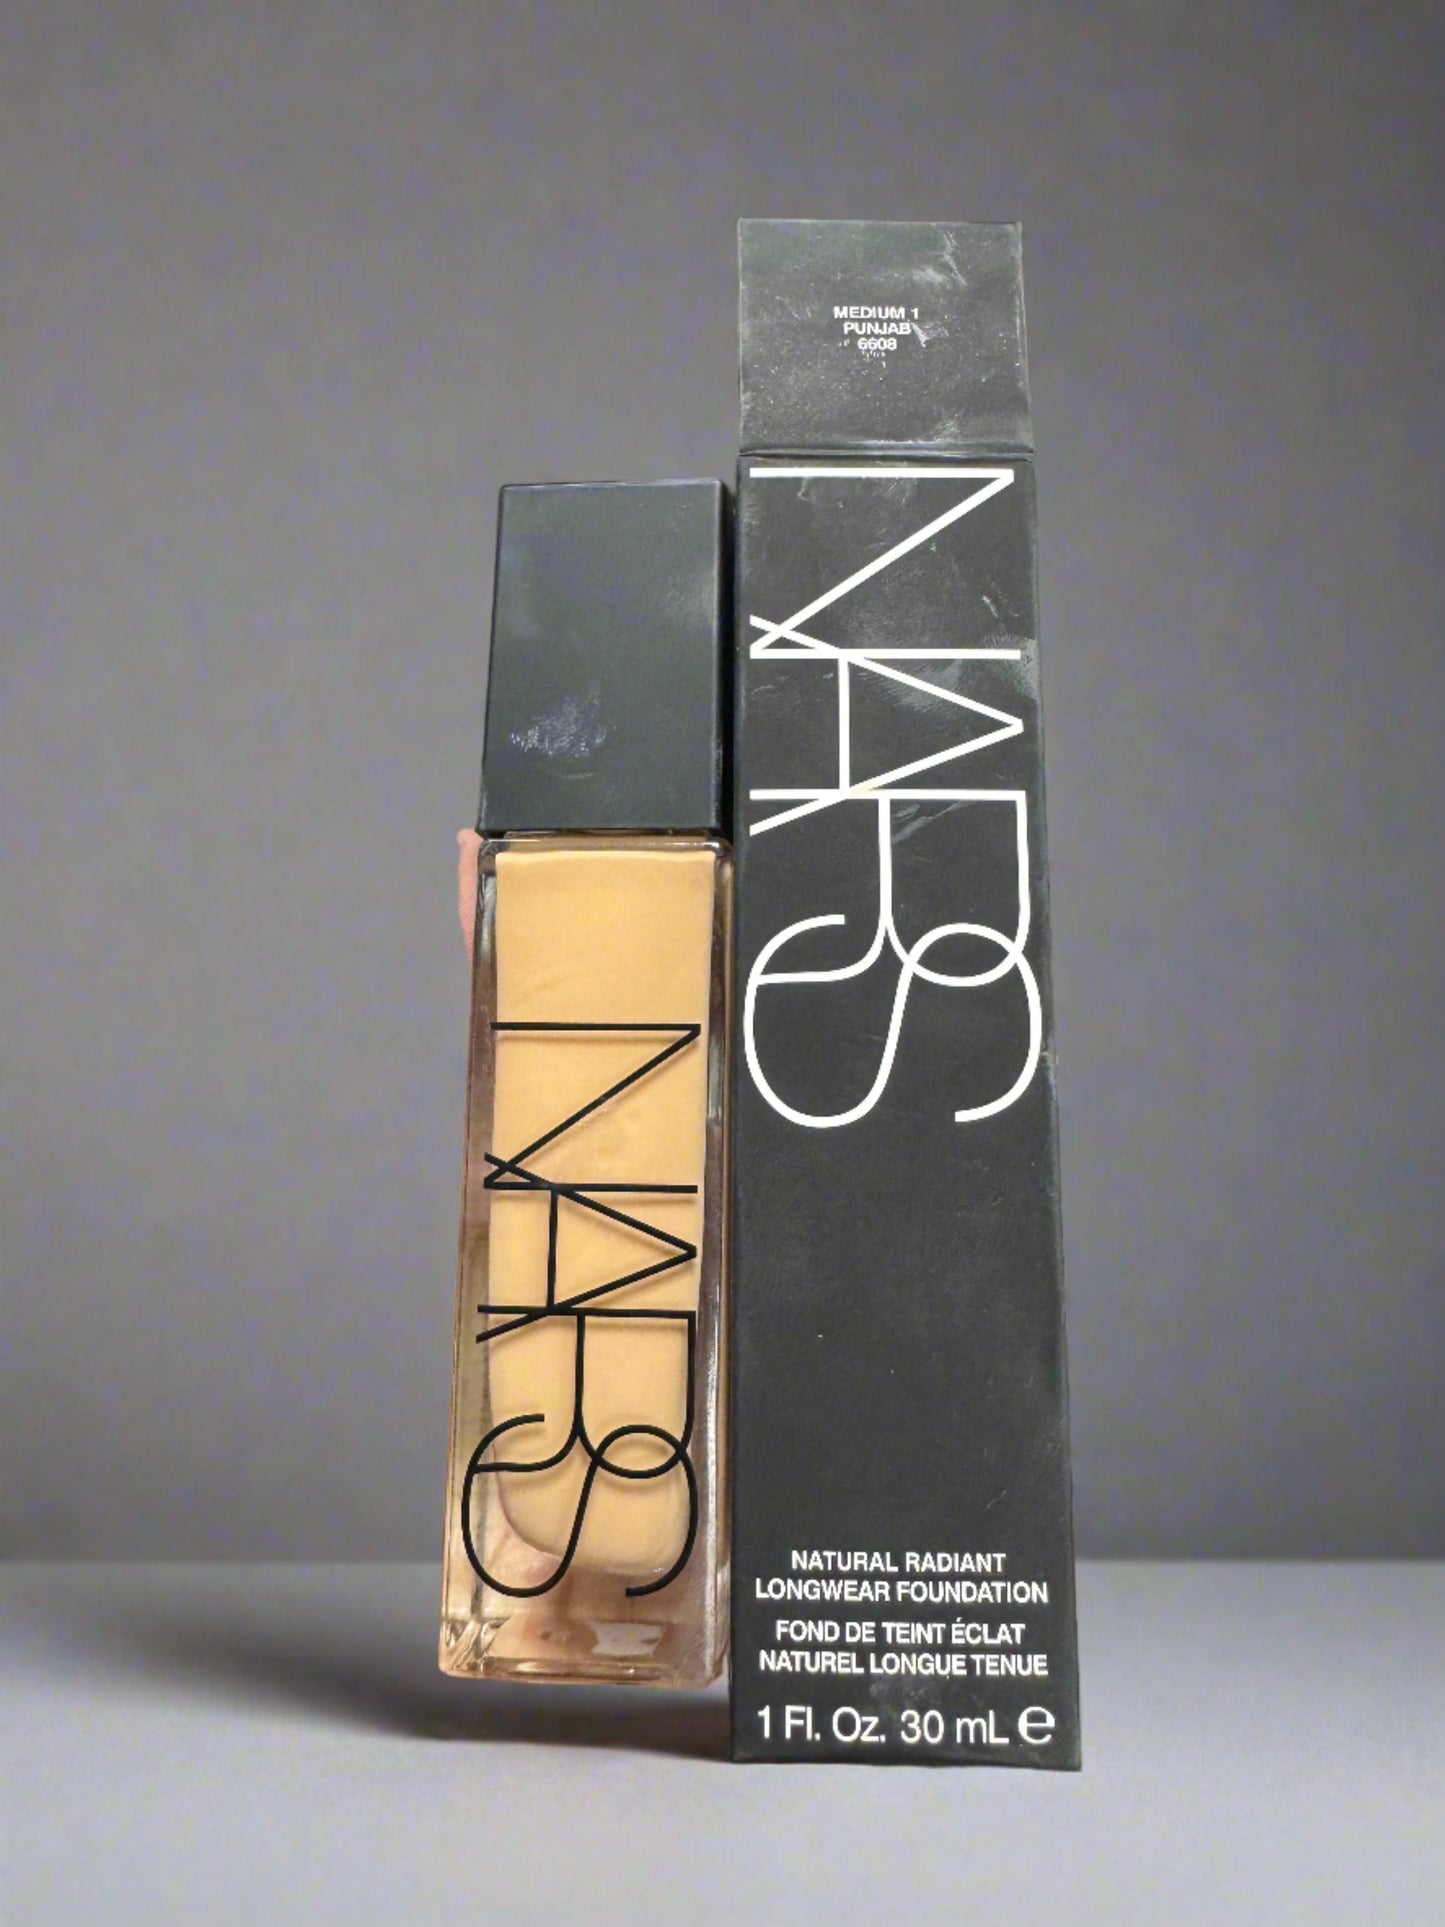 MEDIUM 1
PUNJAB
6608
NARS
NARS
NATURAL RADIANT
LONGWEAR FOUNDATION
FOND DE TEINT ÉCLAT
NATUREL LONGUE TENUE
1 Fl. Oz. 30 mL ℮